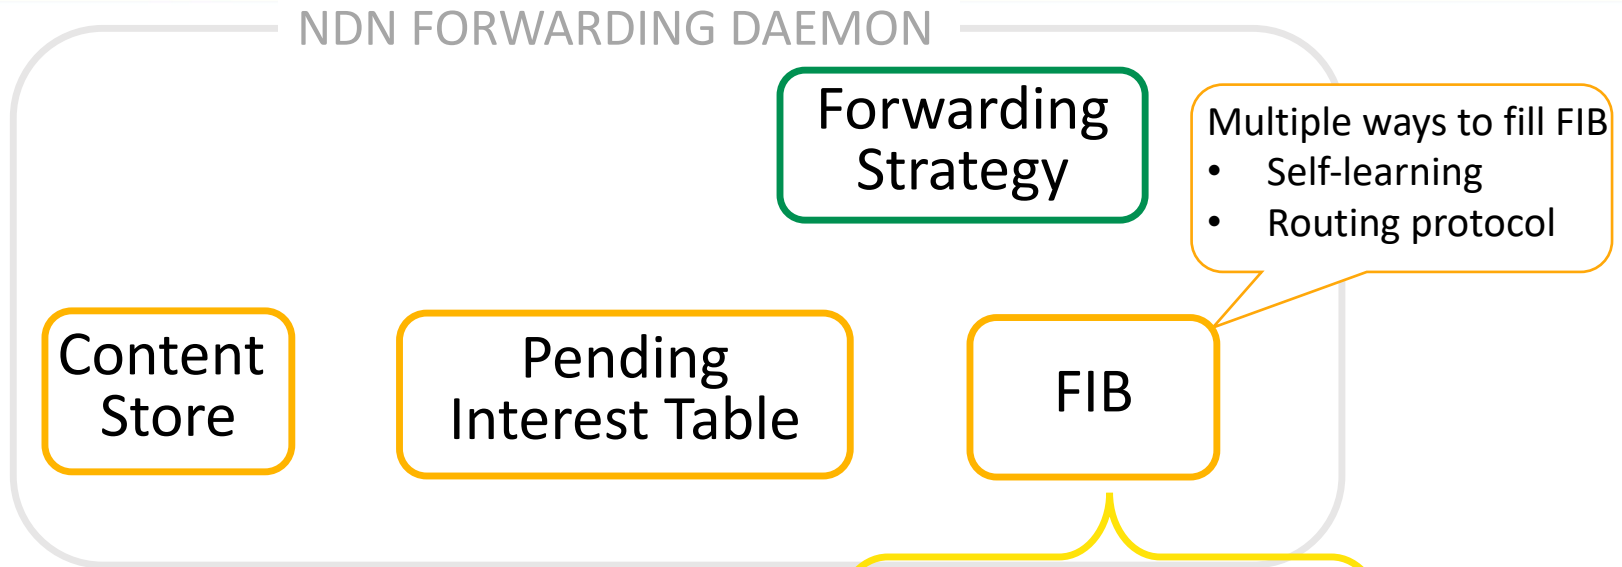 NDN FORWARDING DAEMON
Forwarding
Strategy
Multiple ways to fill FIB
• Self-learning
• Routing protocol
Content
Store
Pending
Interest Table
FIB